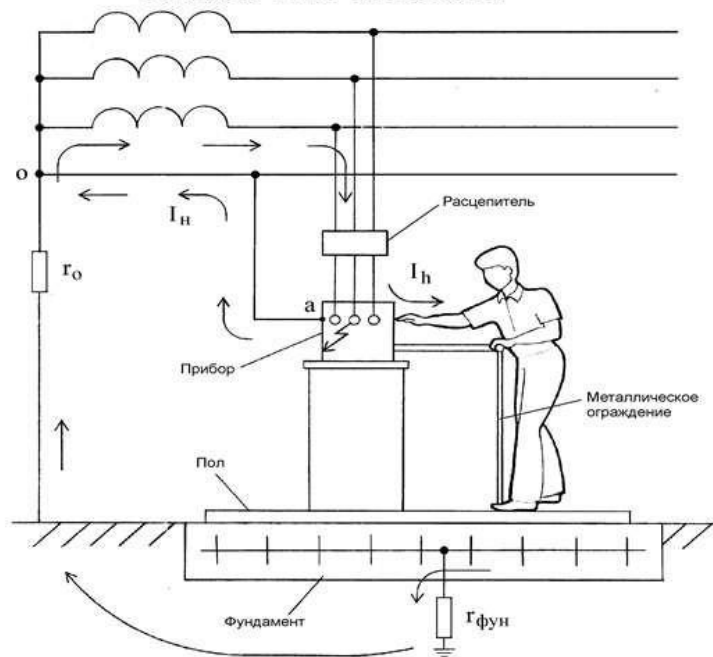 о
Iн
Расцепитель
rо
a
Ih
Прибор
Металлическое
ограждение
Пол
Фундамент
rфун